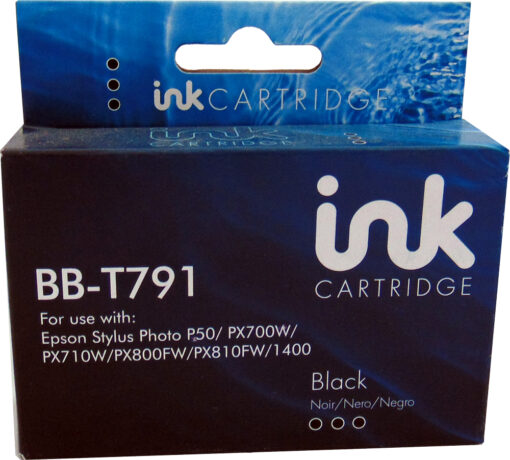 ink CARTRIDGE
ink
ink
CARTRIDGE
BB-T791
For use with:
Epson Stylus Photo P50/ PX700W/
PX710W/PX800FW/PX810FW/1400
Black
Noir/Nero/Negro